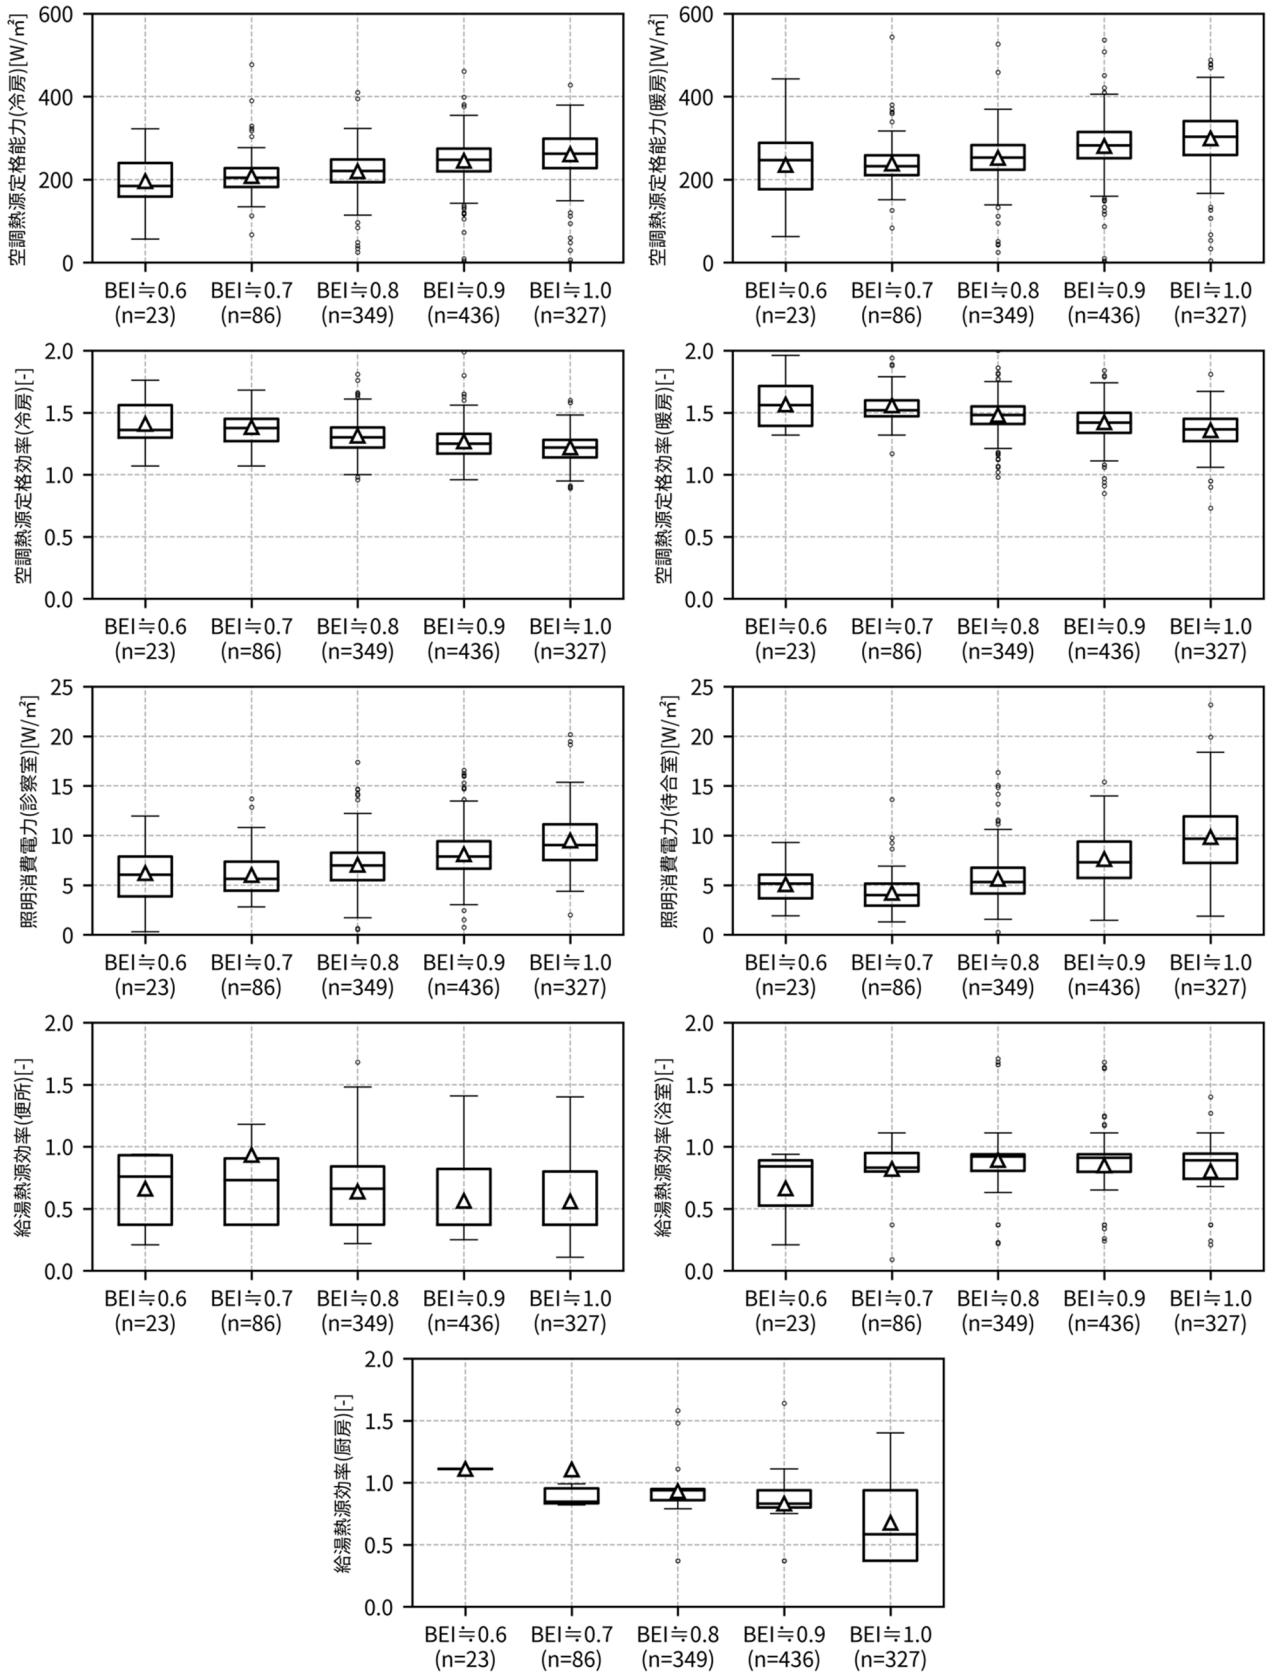 空調熱源定格能力(冷房)[W/㎡]
600
400
200
0
BEI≒0.6 BEI≒0.7 BEI≒0.8 BEI≒0.9 BEI≒1.0
(n=23) (n=86) (n=349) (n=436) (n=327)
空調熱源定格能力(暖房)[W/㎡]
600
400
200
0
BEI≒0.6 BEI≒0.7 BEI≒0.8 BEI≒0.9 BEI≒1.0
(n=23) (n=86) (n=349) (n=436) (n=327)
空調熱源定格効率(冷房)[-]
2.0
1.5
1.0
0.5
0.0
BEI≒0.6 BEI≒0.7 BEI≒0.8 BEI≒0.9 BEI≒1.0
(n=23) (n=86) (n=349) (n=436) (n=327)
空調熱源定格効率(暖房)[-]
2.0
1.5
1.0
0.5
0.0
BEI≒0.6 BEI≒0.7 BEI≒0.8 BEI≒0.9 BEI≒1.0
(n=23) (n=86) (n=349) (n=436) (n=327)
照明消費電力(診察室)[W/㎡]
25
20
15
10
5
0
BEI≒0.6 BEI≒0.7 BEI≒0.8 BEI≒0.9 BEI≒1.0
(n=23) (n=86) (n=349) (n=436) (n=327)
照明消費電力(待合室)[W/㎡]
25
20
15
10
5
0
BEI≒0.6 BEI≒0.7 BEI≒0.8 BEI≒0.9 BEI≒1.0
(n=23) (n=86) (n=349) (n=436) (n=327)
給湯熱源効率(便所)[-]
2.0
1.5
1.0
0.5
0.0
BEI≒0.6 BEI≒0.7 BEI≒0.8 BEI≒0.9 BEI≒1.0
(n=23) (n=86) (n=349) (n=436) (n=327)
給湯熱源効率(浴室)[-]
2.0
1.5
1.0
0.5
0.0
BEI≒0.6 BEI≒0.7 BEI≒0.8 BEI≒0.9 BEI≒1.0
(n=23) (n=86) (n=349) (n=436) (n=327)
給湯熱源効率(厨房)[-]
2.0
1.5
1.0
0.5
0.0
BEI≒0.6 BEI≒0.7 BEI≒0.8 BEI≒0.9 BEI≒1.0
(n=23) (n=86) (n=349) (n=436) (n=327)